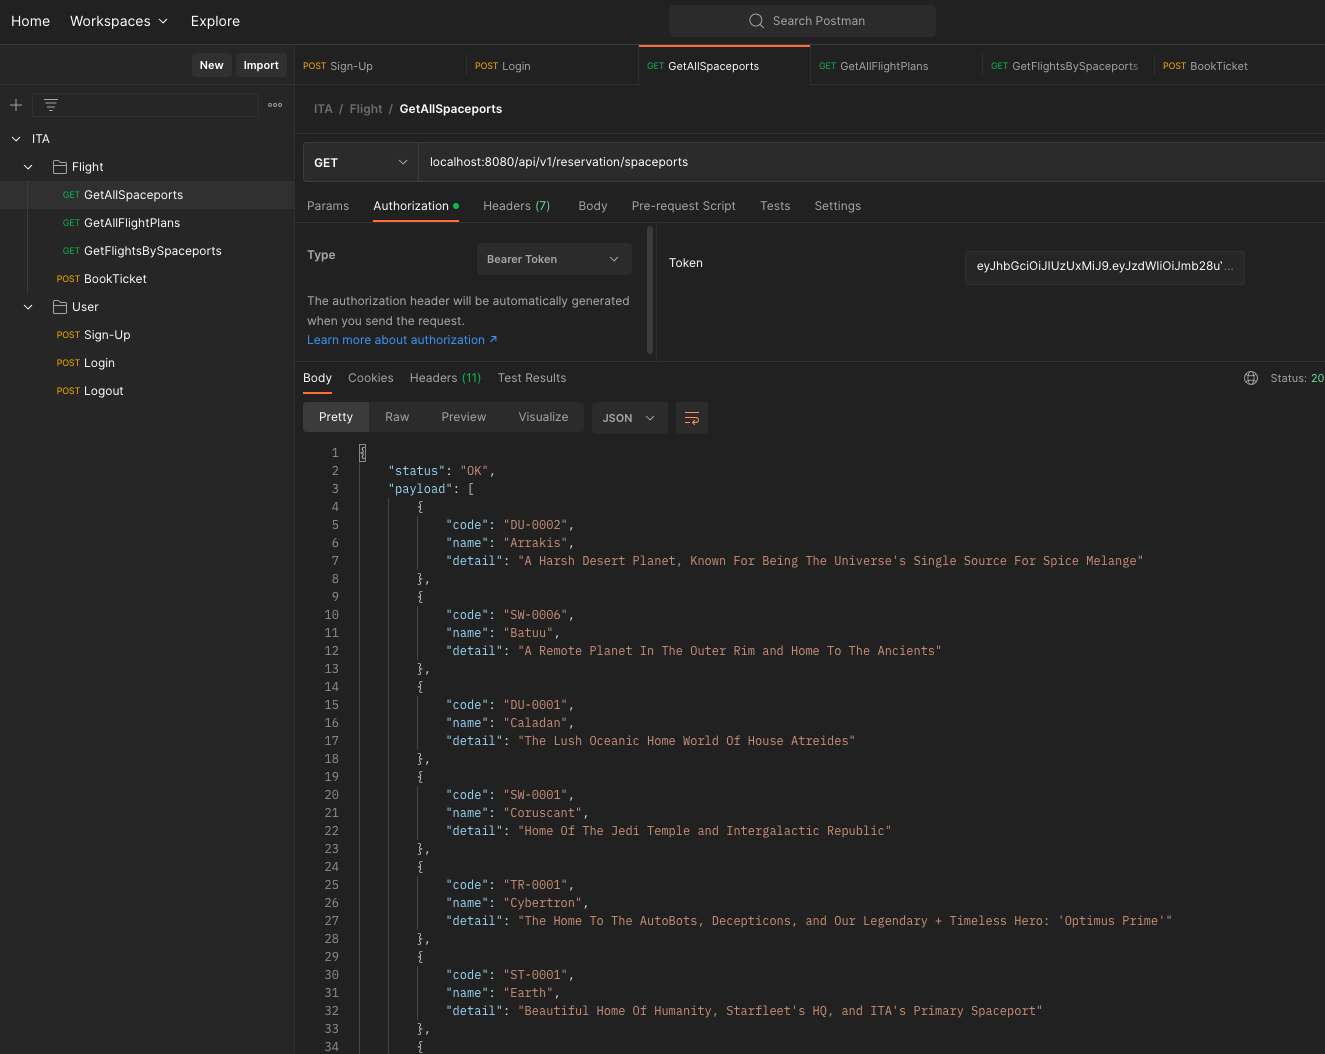 Home Workspaces Explore Search Postman
New Import
POST Sign-Up POST Login GET GetAllSpaceports GET GetAllFlightPlans GET GetFlightsBySpaceports POST BookTicket
ITA / Flight / GetAllSpaceports
ITA
Flight
GET GetAllSpaceports
GET GetAllFlightPlans
GET GetFlightsBySpaceports
POST BookTicket
User
POST Sign-Up
POST Login
POST Logout
GET localhost:8080/api/v1/reservation/spaceports
Params Authorization Headers (7) Body Pre-request Script Tests Settings
Type Bearer Token
The authorization header will be automatically generated
when you send the request.
Learn more about authorization ↗
Token
Body Cookies Headers (11) Test Results Status: 20
Pretty Raw Preview Visualize JSON
1 {
2 "status": "OK",
3 "payload": [
4 {
5 "code": "DU-0002",
6 "name": "Arrakis",
7 "detail": "A Harsh Desert Planet, Known For Being The Universe's Single Source For Spice Melange"
8 },
9 {
10 "code": "SW-0006",
11 "name": "Batuu",
12 "detail": "A Remote Planet In The Outer Rim and Home To The Ancients"
13 },
14 {
15 "code": "DU-0001",
16 "name": "Caladan",
17 "detail": "The Lush Oceanic Home World Of House Atreides"
18 },
19 {
20 "code": "SW-0001",
21 "name": "Coruscant",
22 "detail": "Home Of The Jedi Temple and Intergalactic Republic"
23 },
24 {
25 "code": "TR-0001",
26 "name": "Cybertron",
27 "detail": "The Home To The AutoBots, Decepticons, and Our Legendary + Timeless Hero: 'Optimus Prime'"
28 },
29 {
30 "code": "ST-0001",
31 "name": "Earth",
32 "detail": "Beautiful Home Of Humanity, Starfleet's HQ, and ITA's Primary Spaceport"
33 },
34 {